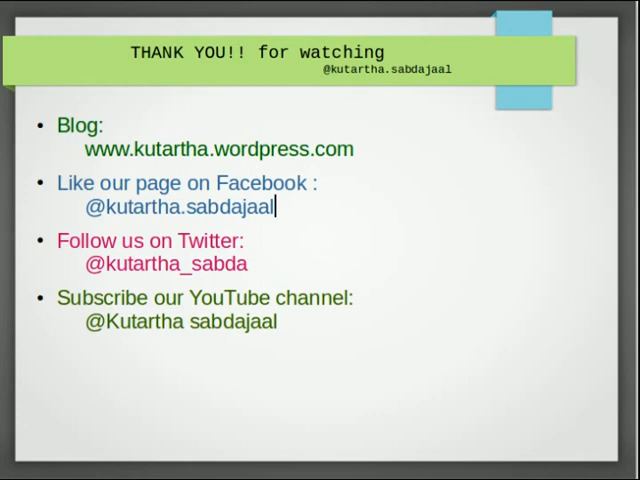 THANK YOU!! for watching
@kutartha.sabdajaal
• Blog:
www.kutartha.wordpress.com
• Like our page on Facebook :
@kutartha.sabdajaal
• Follow us on Twitter:
@kutartha_sabda
• Subscribe our YouTube channel:
@Kutartha sabdajaal